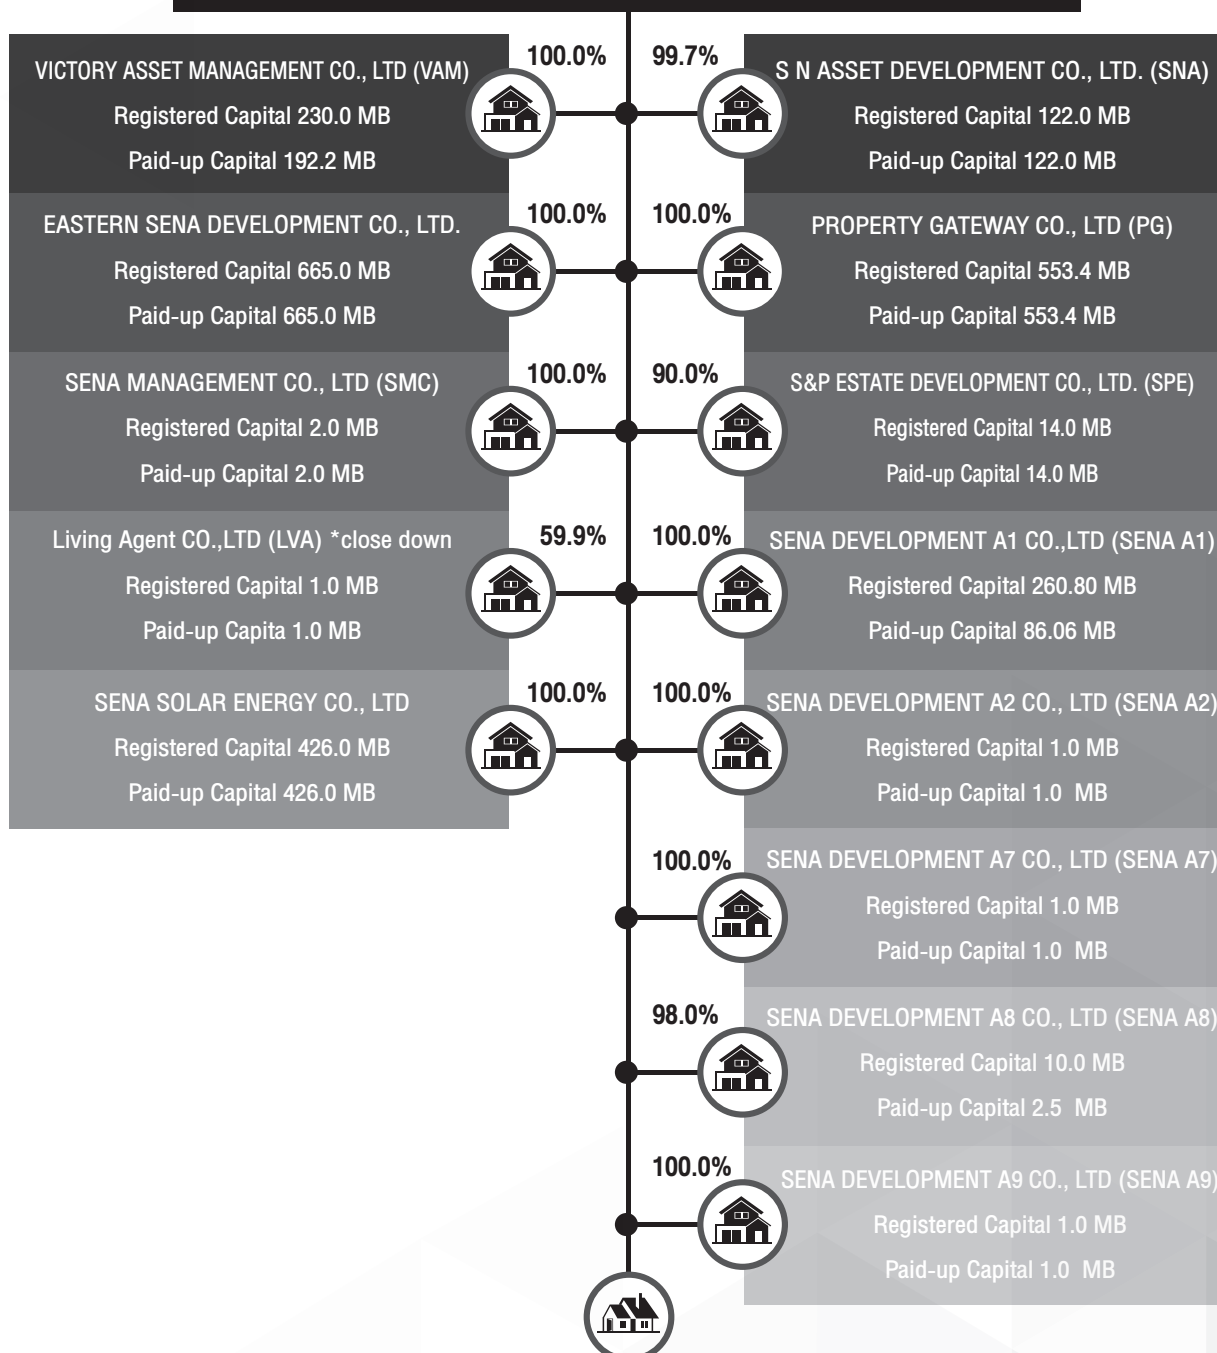 100.0%
VICTORY ASSET MANAGEMENT CO., LTD (VAM)
Registered Capital 230.0 MB
Paid-up Capital 192.2 MB
99.7%
S N ASSET DEVELOPMENT CO., LTD. (SNA)
Registered Capital 122.0 MB
Paid-up Capital 122.0 MB
100.0%
EASTERN SENA DEVELOPMENT CO., LTD.
Registered Capital 665.0 MB
Paid-up Capital 665.0 MB
100.0%
PROPERTY GATEWAY CO., LTD (PG)
Registered Capital 553.4 MB
Paid-up Capital 553.4 MB
100.0%
SENA MANAGEMENT CO., LTD (SMC)
Registered Capital 2.0 MB
Paid-up Capital 2.0 MB
90.0%
S&P ESTATE DEVELOPMENT CO., LTD. (SPE)
Registered Capital 14.0 MB
Paid-up Capital 14.0 MB
59.9%
Living Agent CO.,LTD (LVA) *close down
Registered Capital 1.0 MB
Paid-up Capita 1.0 MB
100.0%
SENA DEVELOPMENT A1 CO.,LTD (SENA A1)
Registered Capital 260.80 MB
Paid-up Capital 86.06 MB
100.0%
SENA SOLAR ENERGY CO., LTD
Registered Capital 426.0 MB
Paid-up Capital 426.0 MB
100.0%
SENA DEVELOPMENT A2 CO., LTD (SENA A2)
Registered Capital 1.0 MB
Paid-up Capital 1.0 MB
100.0%
SENA DEVELOPMENT A7 CO., LTD (SENA A7)
Registered Capital 1.0 MB
Paid-up Capital 1.0 MB
98.0%
SENA DEVELOPMENT A8 CO., LTD (SENA A8)
Registered Capital 10.0 MB
Paid-up Capital 2.5 MB
100.0%
SENA DEVELOPMENT A9 CO., LTD (SENA A9)
Registered Capital 1.0 MB
Paid-up Capital 1.0 MB